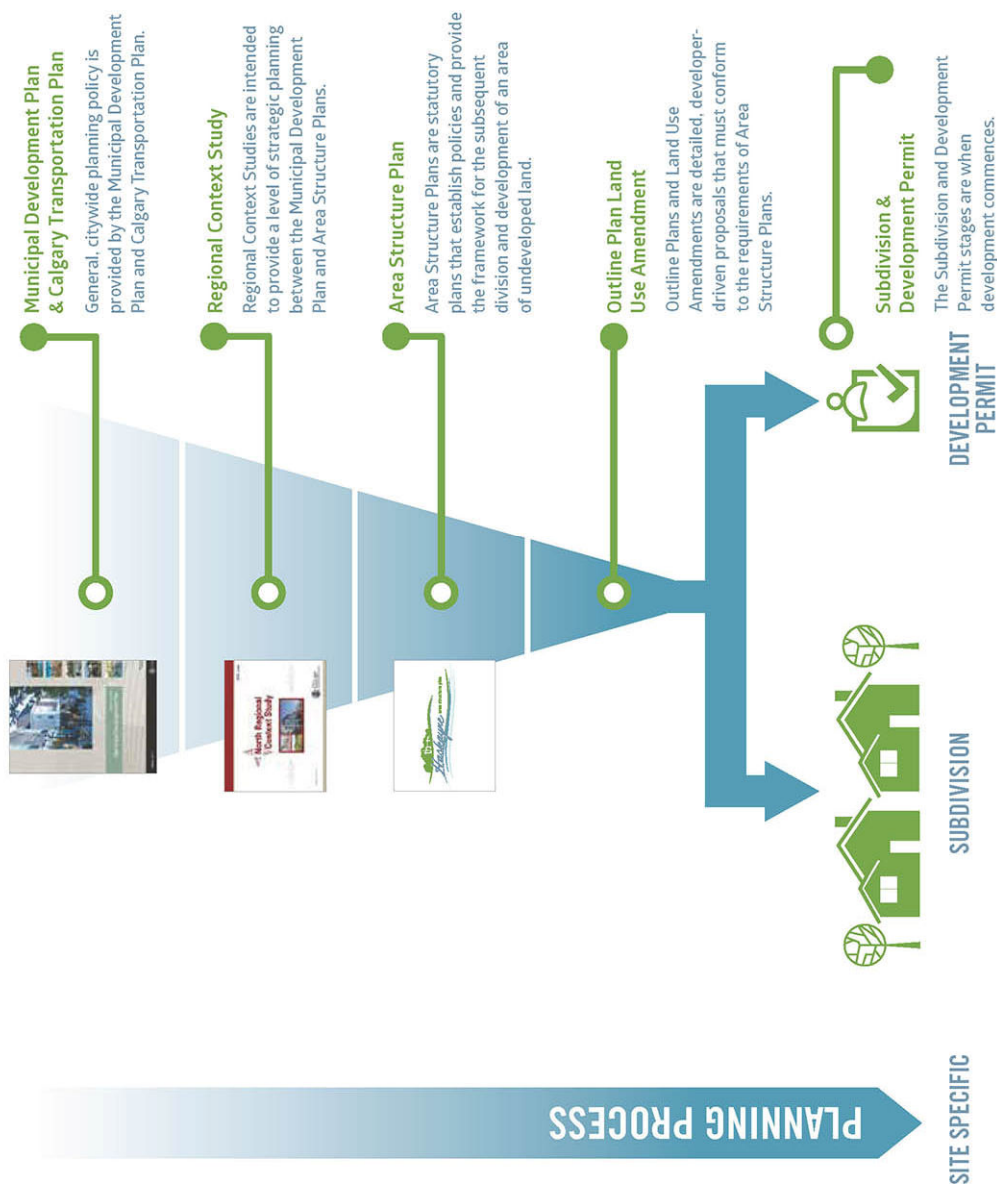 Municipal Development Plan
& Calgary Transportation Plan
General, citywide planning policy is
provided by the Municipal Development
Plan and Calgary Transportation Plan.
Regional Context Study
Regional Context Studies are intended
to provide a level of strategic planning
between the Municipal Development
Plan and Area Structure Plans.
North Regional
Context Study
Area Structure Plan
Area Structure Plans are statutory
plans that establish policies and provide
the framework for the subsequent
division and development of an area
of undeveloped land.
Haskayne
Outline Plan Land
Use Amendment
Outline Plans and Land Use
Amendments are detailed, developer-
driven proposals that must conform
to the requirements of Area
Structure Plans.
Subdivision &
Development Permit
The Subdivision and Development
Permit stages are when
development commences.
PLANNING PROCESS
SITE SPECIFIC
SUBDIVISION
DEVELOPMENT
PERMIT